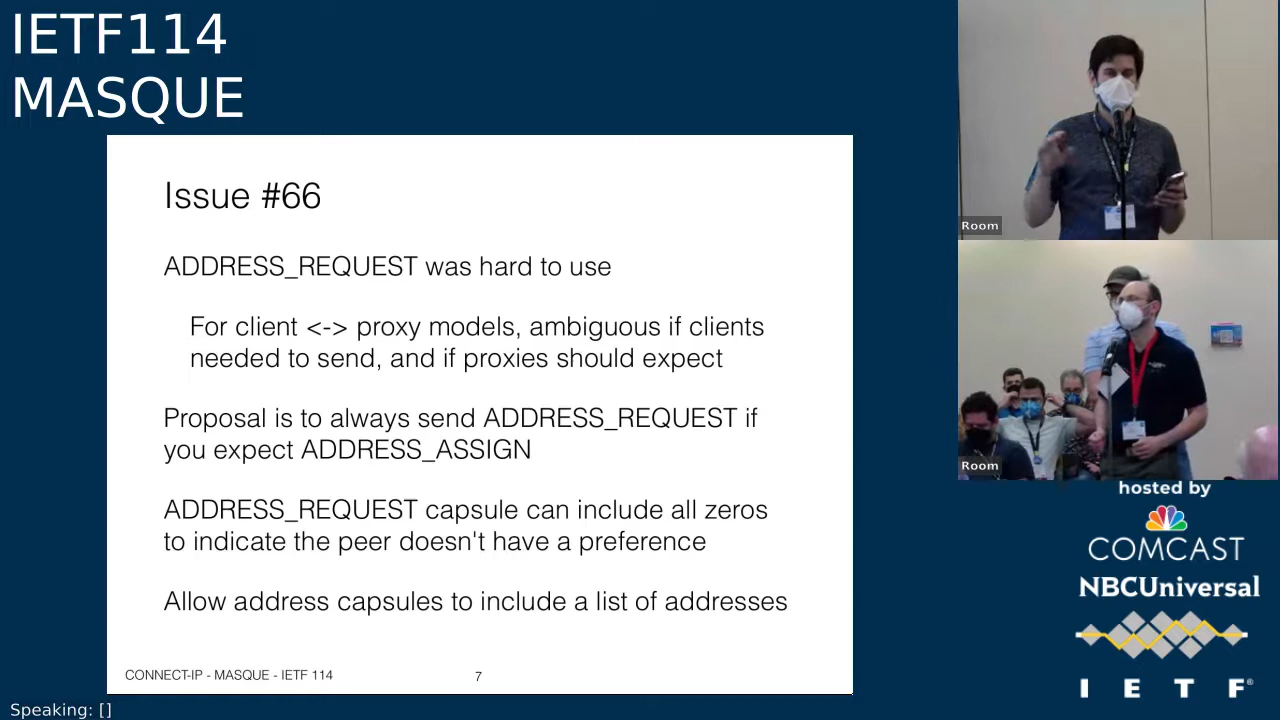 IETF114
MASQUE
Issue #66
ADDRESS_REQUEST was hard to use
For client <-> proxy models, ambiguous if clients
needed to send, and if proxies should expect
Proposal is to always send ADDRESS_REQUEST if
you expect ADDRESS_ASSIGN
ADDRESS_REQUEST capsule can include all zeros
to indicate the peer doesn't have a preference
Allow address capsules to include a list of addresses
CONNECT-IP - MASQUE - IETF 114
7
Room
Room
hosted by
COMCAST
NBCUniversal
I E T F®
Speaking: []